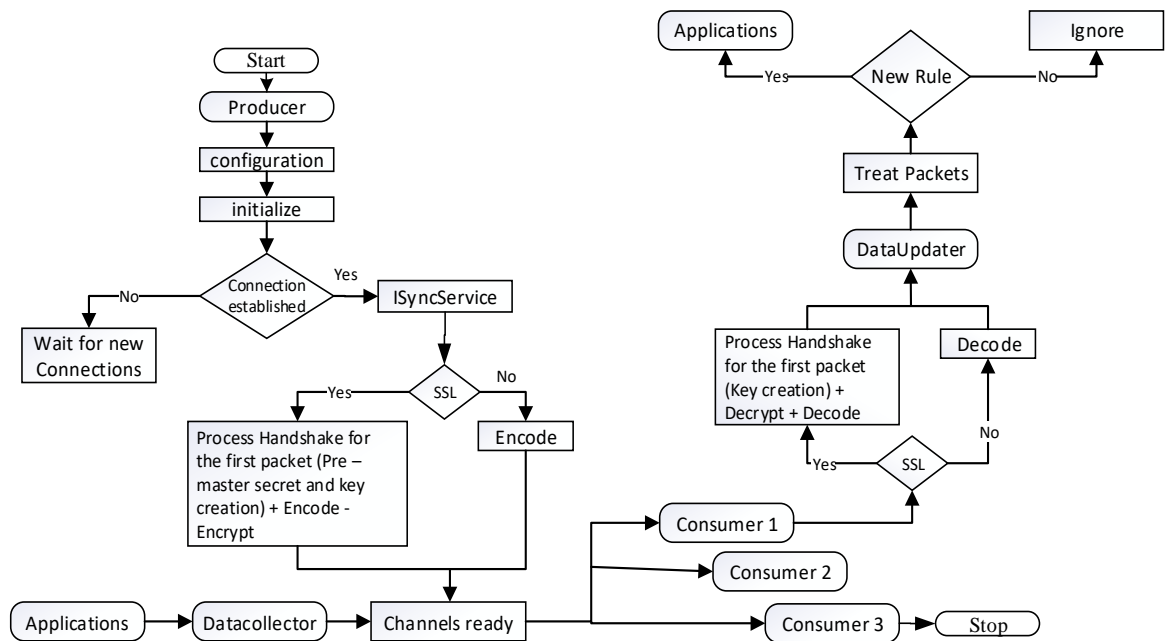 Start
Producer
configuration
initialize
Connection
established
Yes
No
Wait for new
Connections
ISyncService
SSL
Yes
No
Process Handshake for
the first packet (Pre –
master secret and key
creation) + Encode -
Encrypt
Encode
Applications
Datacollector
Channels ready
Consumer 1
Consumer 2
Consumer 3
Stop
SSL
Yes
No
Process Handshake
for the first packet
(Key creation) +
Decrypt + Decode
Decode
DataUpdater
Treat Packets
New Rule
Yes
No
Applications
Ignore